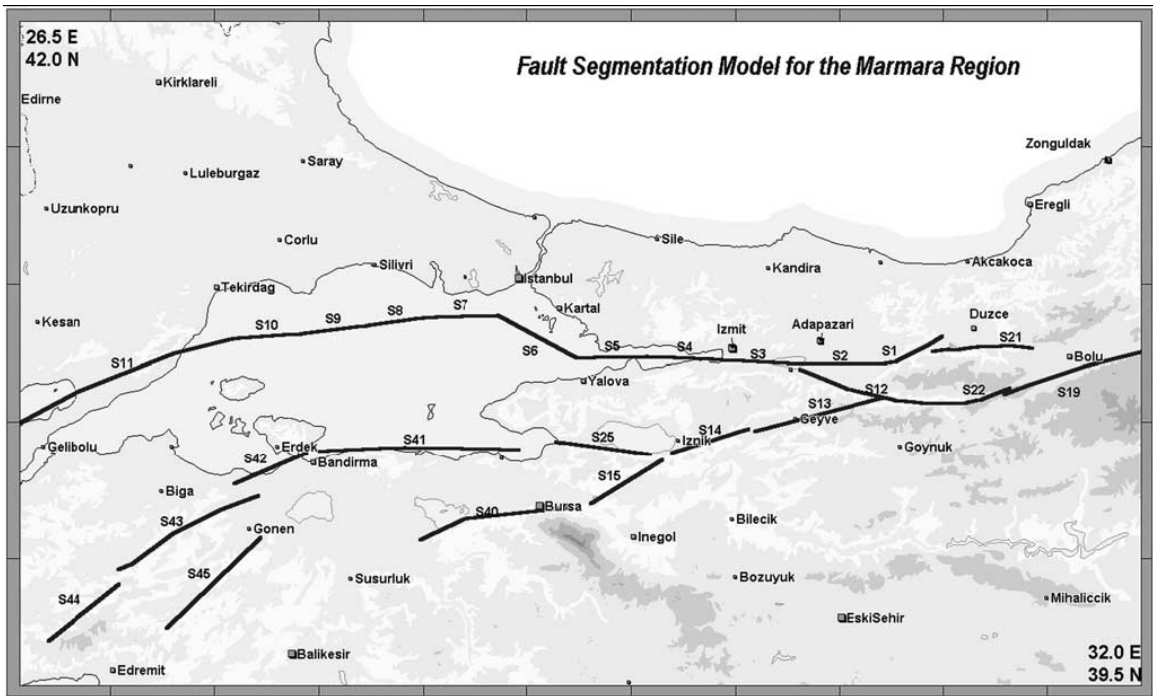 26.5 E
42.0 N
Fault Segmentation Model for the Marmara Region
Kirklareli
Edirne
Zonguldak
Saray
Luleburgaz
Uzunkopru
Eregli
Corlu
Sile
Silivri
Kandira
Akcakoca
Istanbul
Tekirdag
Kartal
S7
S8
S9
S10
Kesan
Izmit
Adapazari
Duzce
S21
S6
S5
S4
S3
S2
S1
Bolu
S11
Yalova
S12
S22
S19
S13
Geyve
S14
Gelibolu
Erdek
S41
S25
Iznik
Goynuk
S42
Bandirma
S15
Biga
Bursa
S40
S43
Gonen
Bilecik
Inegol
S45
Susurluk
Bozuyuk
S44
Mihaliccik
EskiSehir
Balikesir
Edremit
32.0 E
39.5 N